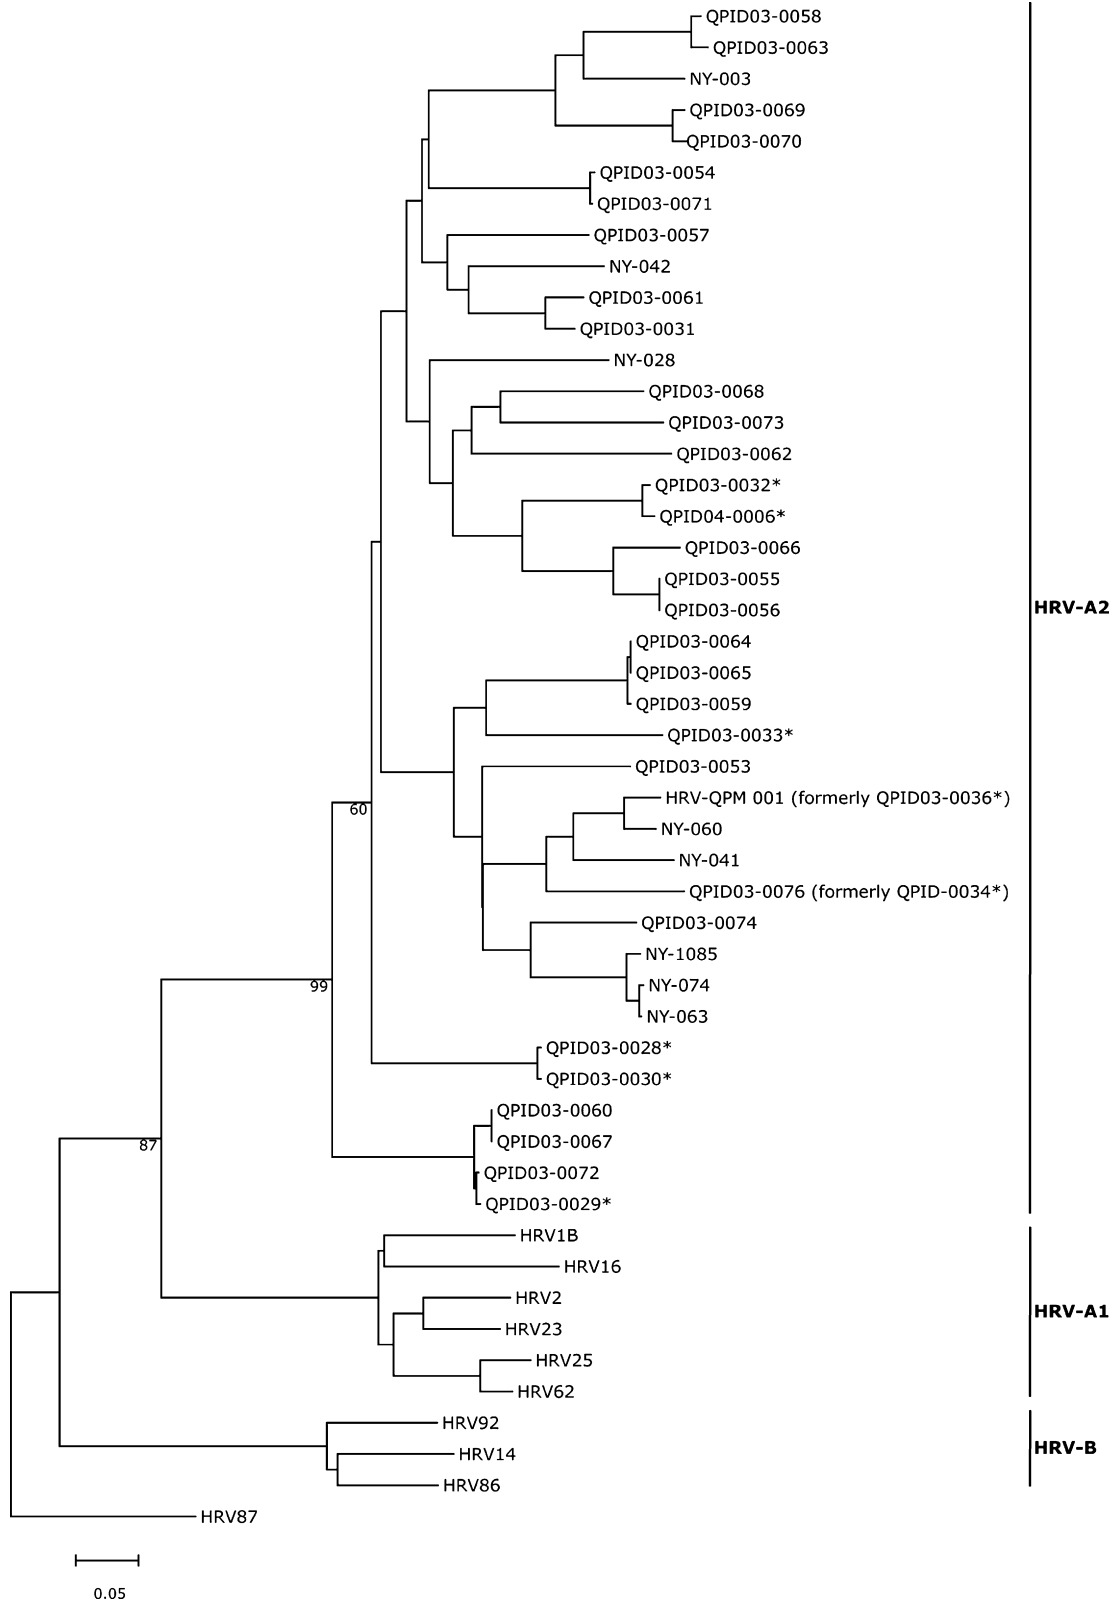 QPID03-0058
QPID03-0063
NY-003
QPID03-0069
QPID03-0070
QPID03-0054
QPID03-0071
QPID03-0057
NY-042
QPID03-0061
QPID03-0031
NY-028
QPID03-0068
QPID03-0073
QPID03-0062
QPID03-0032*
QPID04-0006*
QPID03-0066
QPID03-0055
QPID03-0056
HRV-A2
QPID03-0064
QPID03-0065
QPID03-0059
QPID03-0033*
QPID03-0053
HRV-QPM 001 (formerly QPID03-0036*)
60
NY-060
NY-041
QPID03-0076 (formerly QPID-0034*)
QPID03-0074
NY-1085
99
NY-074
NY-063
QPID03-0028*
QPID03-0030*
QPID03-0060
QPID03-0067
87
QPID03-0072
QPID03-0029*
HRV1B
HRV16
HRV2
HRV-A1
HRV23
HRV25
HRV62
HRV92
HRV-B
HRV14
HRV86
HRV87
0.05